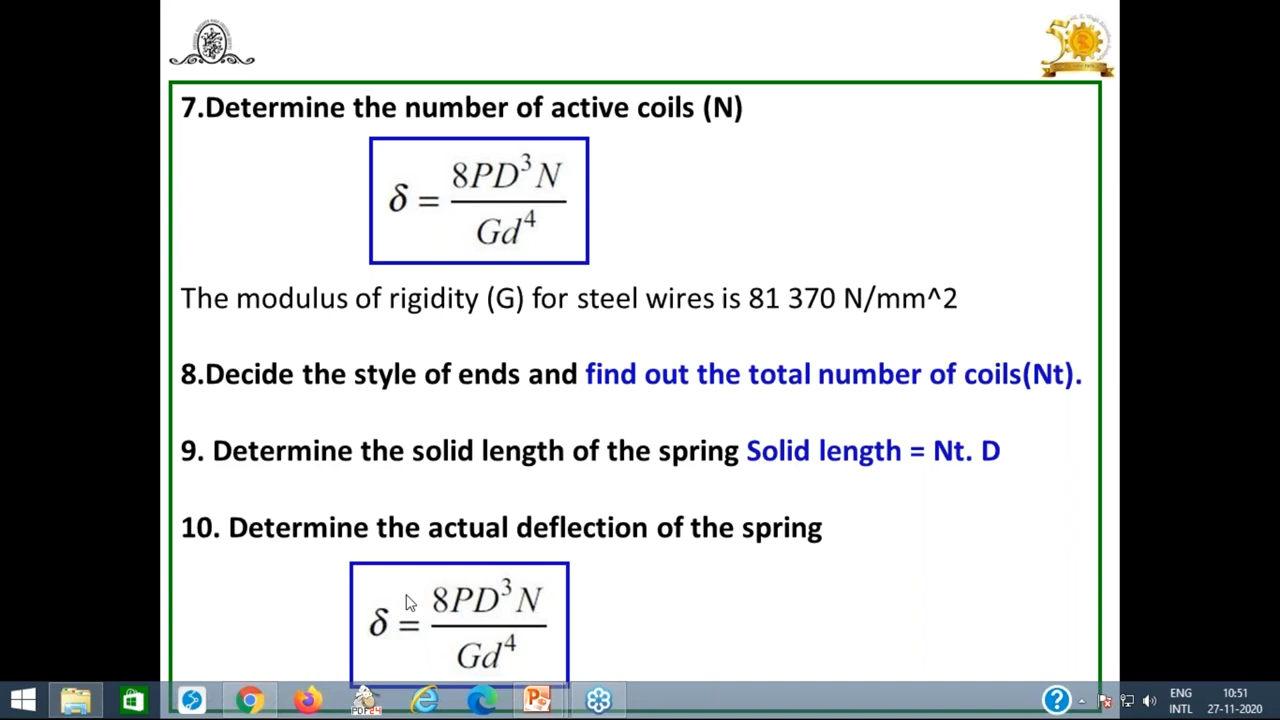 7.Determine the number of active coils (N)
δ = 8PD³N / Gd⁴
The modulus of rigidity (G) for steel wires is 81 370 N/mm^2
8.Decide the style of ends and find out the total number of coils(Nt).
9. Determine the solid length of the spring Solid length = Nt. D
10. Determine the actual deflection of the spring
δ = 8PD³N / Gd⁴
PDF24
ENG 10:51
INTL 27-11-2020